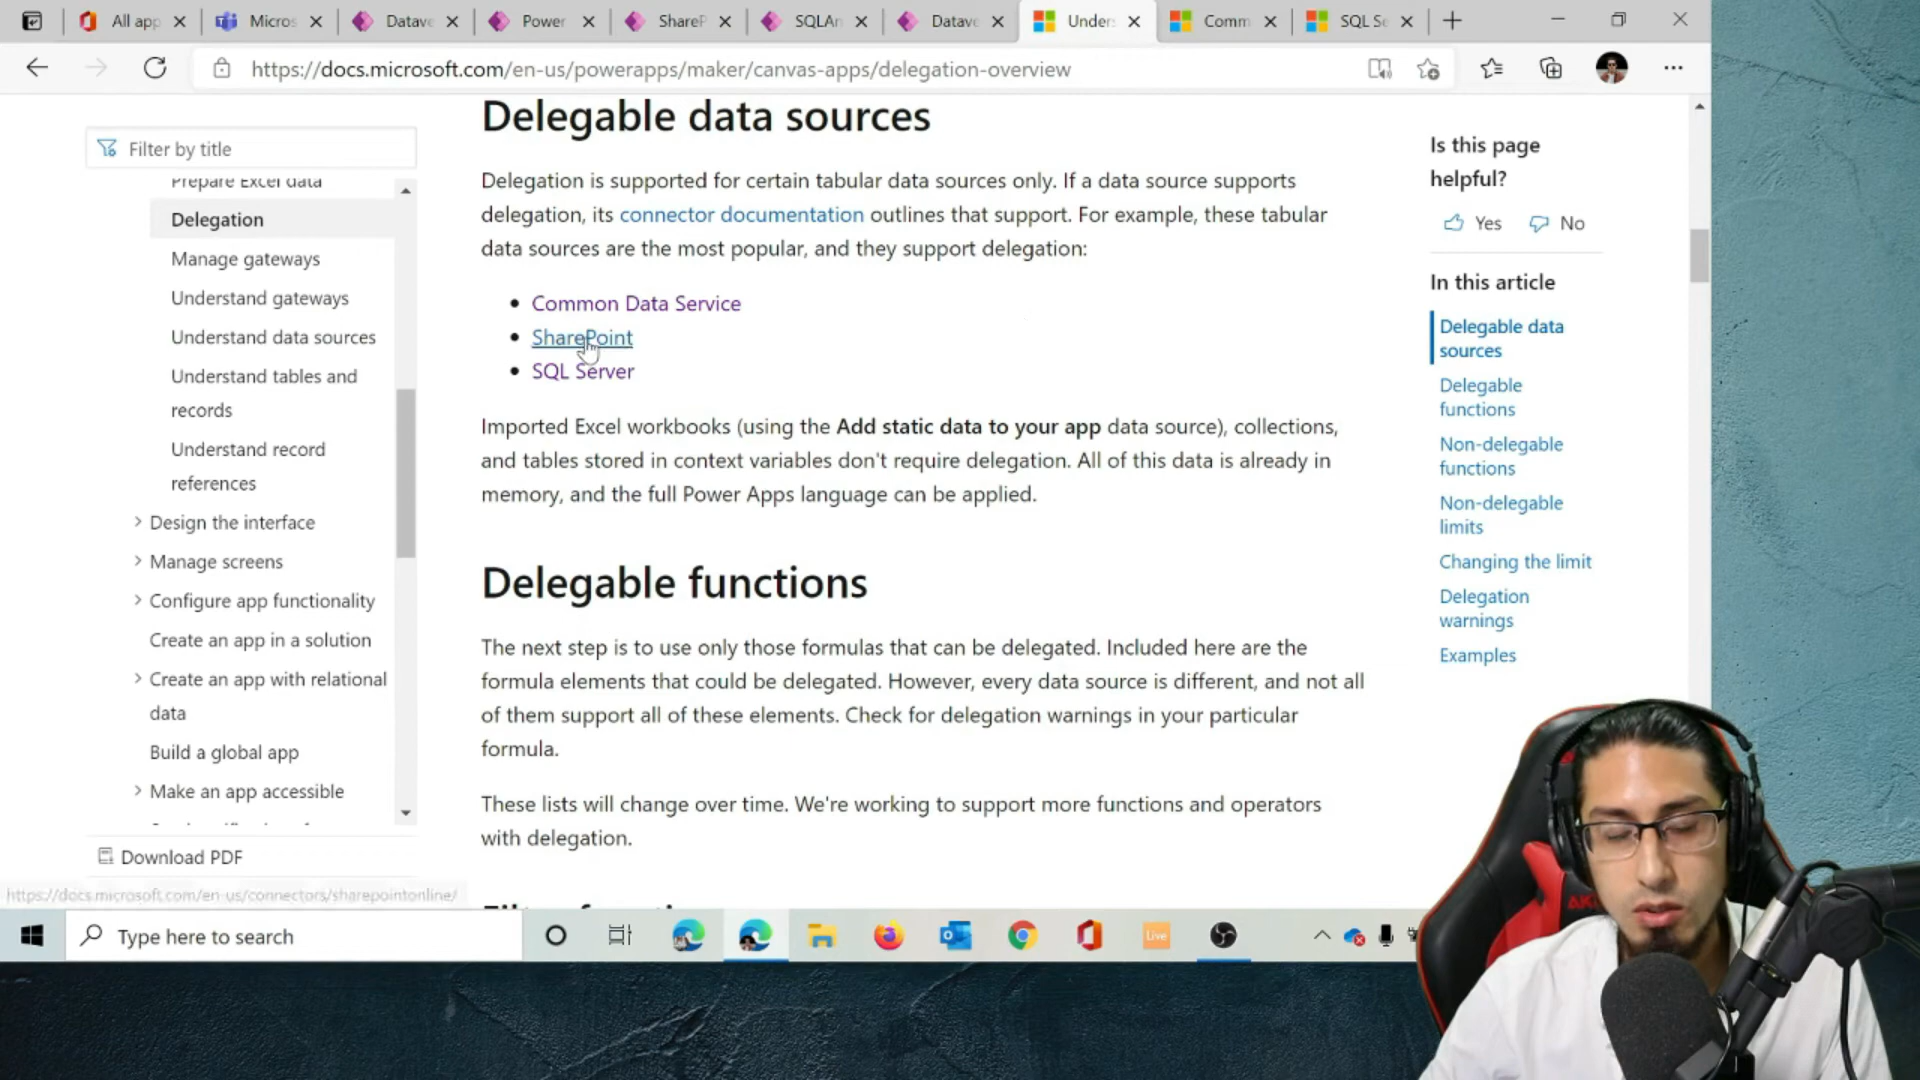 All app
Micros
Datave
Power
ShareP
SQLAn
Datave
Under
Comm
SQL Se
https://docs.microsoft.com/en-us/powerapps/maker/canvas-apps/delegation-overview
Filter by title
Prepare Excel data
Delegation
Manage gateways
Understand gateways
Understand data sources
Understand tables and
records
Understand record
references
Design the interface
Manage screens
Configure app functionality
Create an app in a solution
Create an app with relational
data
Build a global app
Make an app accessible
Download PDF
https://docs.microsoft.com/en-us/connectors/sharepointonline/
Delegable data sources
Delegation is supported for certain tabular data sources only. If a data source supports
delegation, its connector documentation outlines that support. For example, these tabular
data sources are the most popular, and they support delegation:
• Common Data Service
• SharePoint
• SQL Server
Imported Excel workbooks (using the Add static data to your app data source), collections,
and tables stored in context variables don't require delegation. All of this data is already in
memory, and the full Power Apps language can be applied.
Delegable functions
The next step is to use only those formulas that can be delegated. Included here are the
formula elements that could be delegated. However, every data source is different, and not all
of them support all of these elements. Check for delegation warnings in your particular
formula.
These lists will change over time. We're working to support more functions and operators
with delegation.
Is this page
helpful?
Yes No
In this article
Delegable data
sources
Delegable
functions
Non-delegable
functions
Non-delegable
limits
Changing the limit
Delegation
warnings
Examples
Type here to search
Live